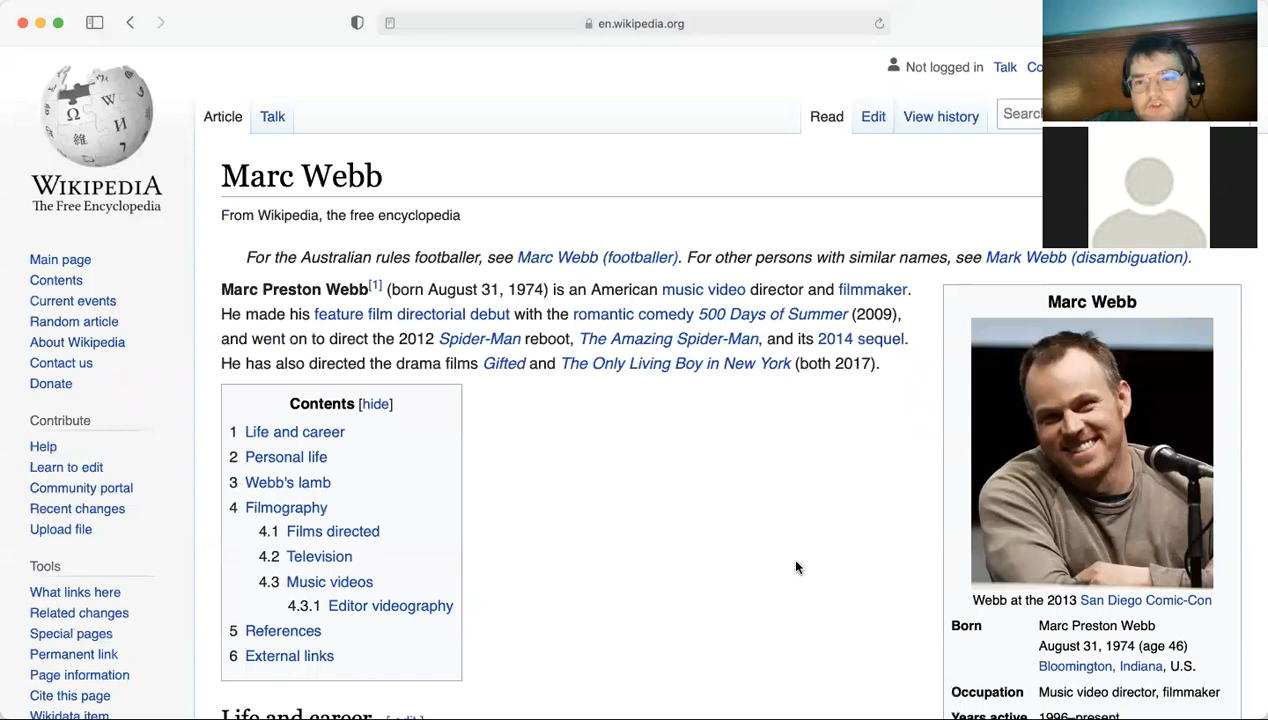 en.wikipedia.org
Not logged in Talk
Article Talk Read Edit View history Search
WIKIPEDIA
The Free Encyclopedia
Main page
Contents
Current events
Random article
About Wikipedia
Contact us
Donate
Contribute
Help
Learn to edit
Community portal
Recent changes
Upload file
Tools
What links here
Related changes
Special pages
Permanent link
Page information
Cite this page
Wikidata item
Marc Webb
From Wikipedia, the free encyclopedia
For the Australian rules footballer, see Marc Webb (footballer). For other persons with similar names, see Mark Webb (disambiguation).
Marc Preston Webb[1] (born August 31, 1974) is an American music video director and filmmaker.
He made his feature film directorial debut with the romantic comedy 500 Days of Summer (2009),
and went on to direct the 2012 Spider-Man reboot, The Amazing Spider-Man, and its 2014 sequel.
He has also directed the drama films Gifted and The Only Living Boy in New York (both 2017).
Contents [hide]
1 Life and career
2 Personal life
3 Webb's lamb
4 Filmography
4.1 Films directed
4.2 Television
4.3 Music videos
4.3.1 Editor videography
5 References
6 External links
Life and career [ edit ]
Marc Webb
Webb at the 2013 San Diego Comic-Con
Born Marc Preston Webb
August 31, 1974 (age 46)
Bloomington, Indiana, U.S.
Occupation Music video director, filmmaker
Years active 1996–present